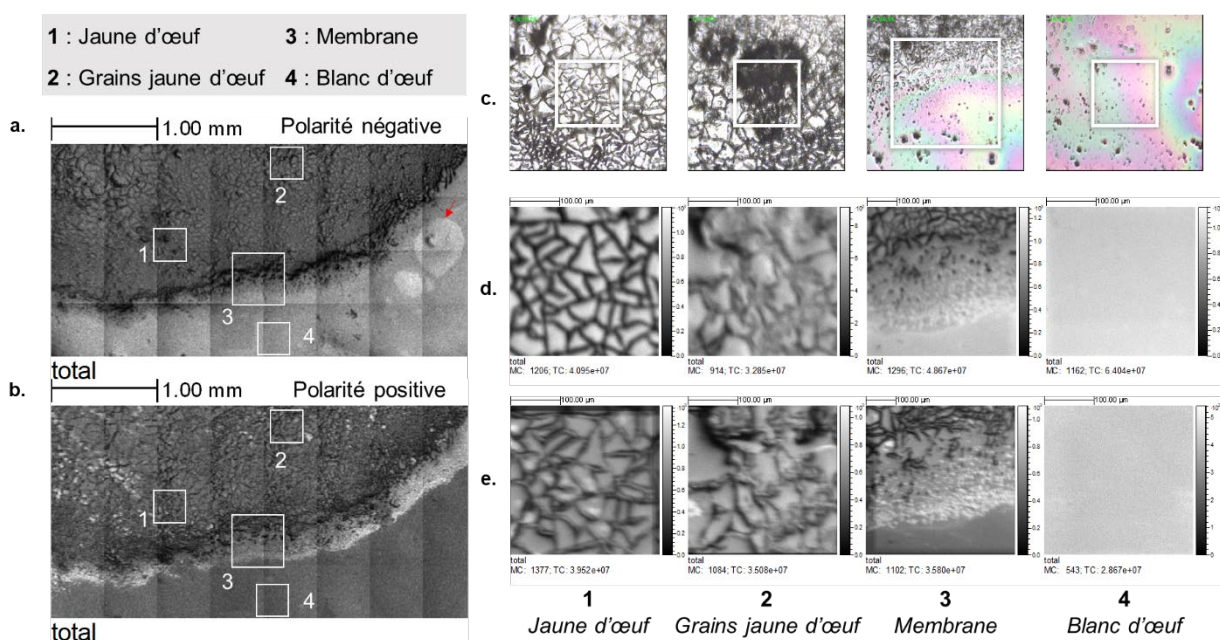 1 : Jaune d'œuf
3 : Membrane
2 : Grains jaune d'œuf
4 : Blanc d'œuf
a.
1.00 mm
Polarité négative
2
1
3
4
total
b.
1.00 mm
Polarité positive
2
1
3
4
total
c.
d.
100.00 µm
100.00 µm
100.00 µm
100.00 µm
total
MC: 1206; TC: 4.095e+07
total
MC: 914; TC: 3.285e+07
total
MC: 1296; TC: 4.867e+07
total
MC: 1162; TC: 6.404e+07
e.
100.00 µm
100.00 µm
100.00 µm
100.00 µm
total
MC: 1377; TC: 3.952e+07
total
MC: 1084; TC: 3.508e+07
total
MC: 1102; TC: 3.580e+07
total
MC: 543; TC: 2.867e+07
1
2
3
4
Jaune d'œuf
Grains jaune d'œuf
Membrane
Blanc d'œuf